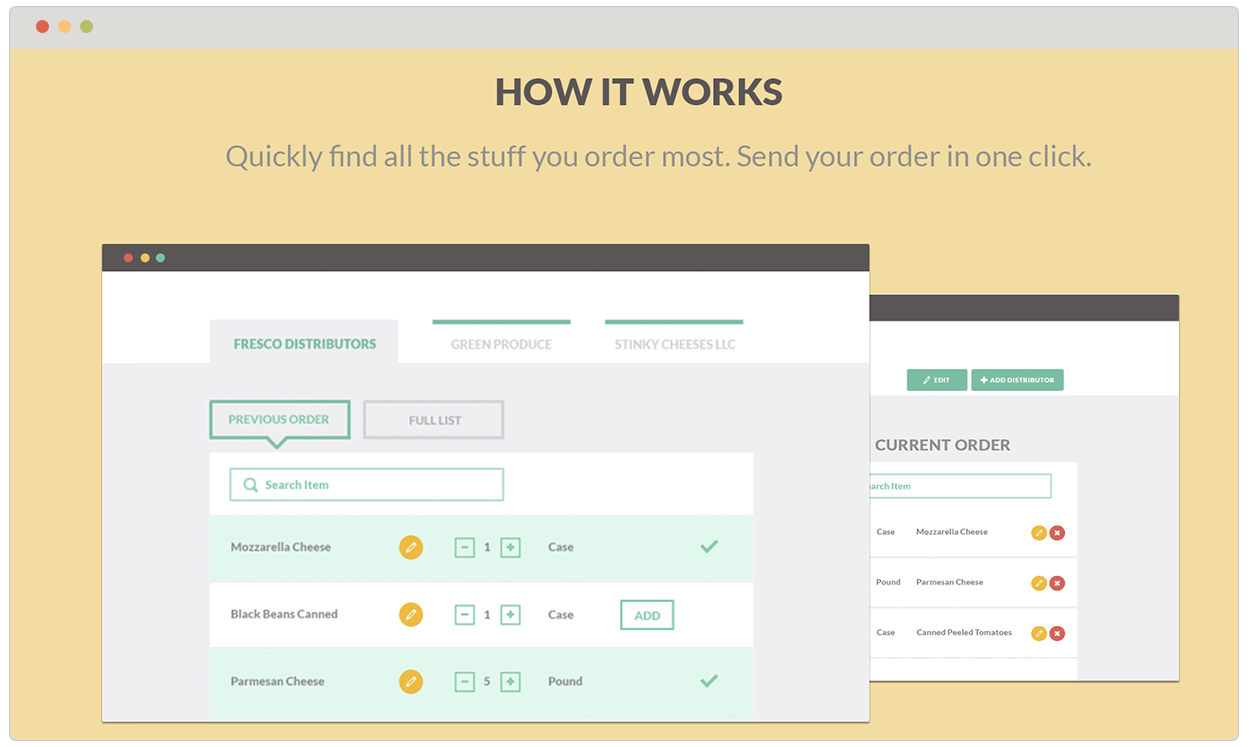 HOW IT WORKS
Quickly find all the stuff you order most. Send your order in one click.
FRESCO DISTRIBUTORS
GREEN PRODUCE
STINKY CHEESES LLC
PREVIOUS ORDER
FULL LIST
Search Item
Mozzarella Cheese 1 Case
Black Beans Canned 1 Case ADD
Parmesan Cheese 5 Pound
EDIT
ADD DISTRIBUTOR
CURRENT ORDER
arch Item
Case Mozzarella Cheese
Pound Parmesan Cheese
Case Canned Peeled Tomatoes